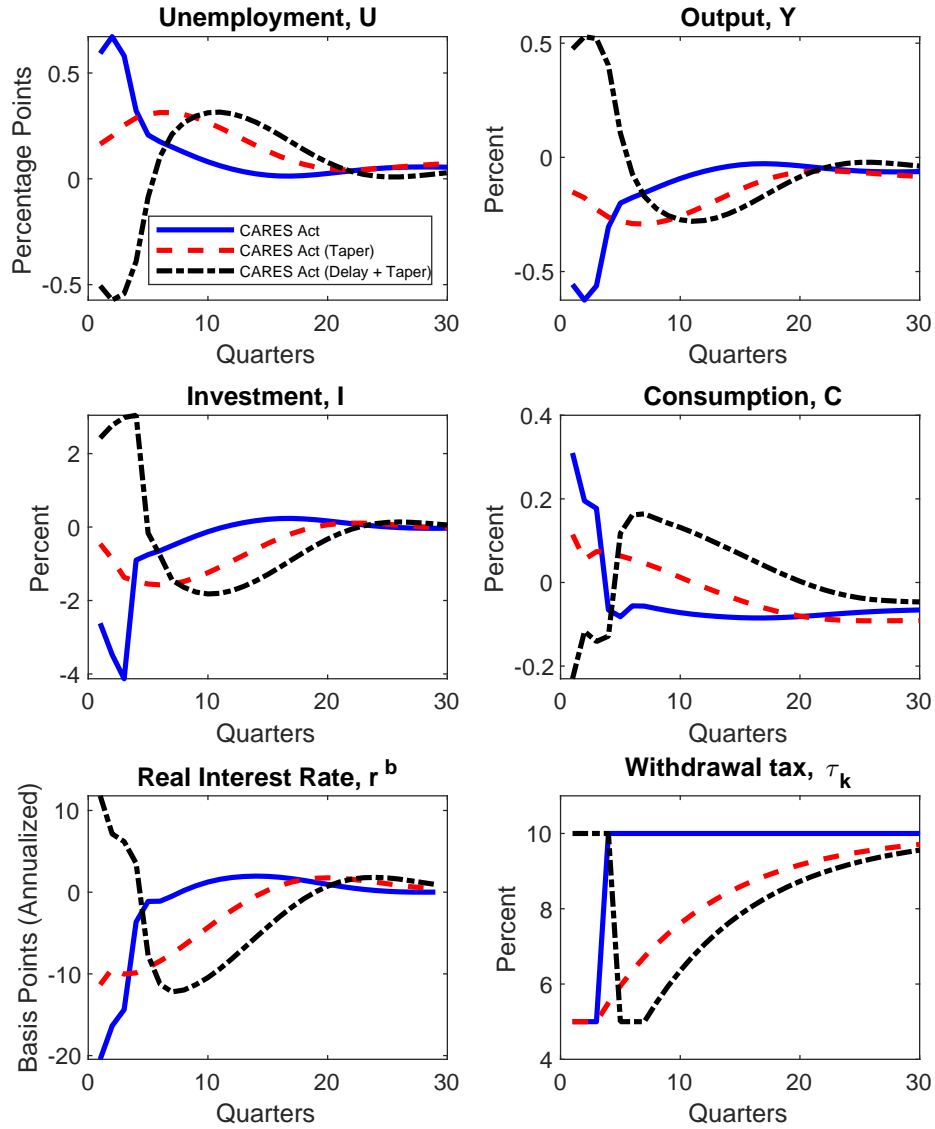 Unemployment, U
Percentage Points
0.5
0
-0.5
CARES Act
CARES Act (Taper)
CARES Act (Delay + Taper)
0 10 20 30
Quarters
Output, Y
Percent
0.5
0
-0.5
0 10 20 30
Quarters
Investment, I
Percent
2
0
-2
-4
0 10 20 30
Quarters
Consumption, C
Percent
0.4
0.2
0
-0.2
0 10 20 30
Quarters
Real Interest Rate, r b
Basis Points (Annualized)
10
0
-10
-20
0 10 20 30
Quarters
Withdrawal tax, τk
Percent
10
8
6
4
0 10 20 30
Quarters